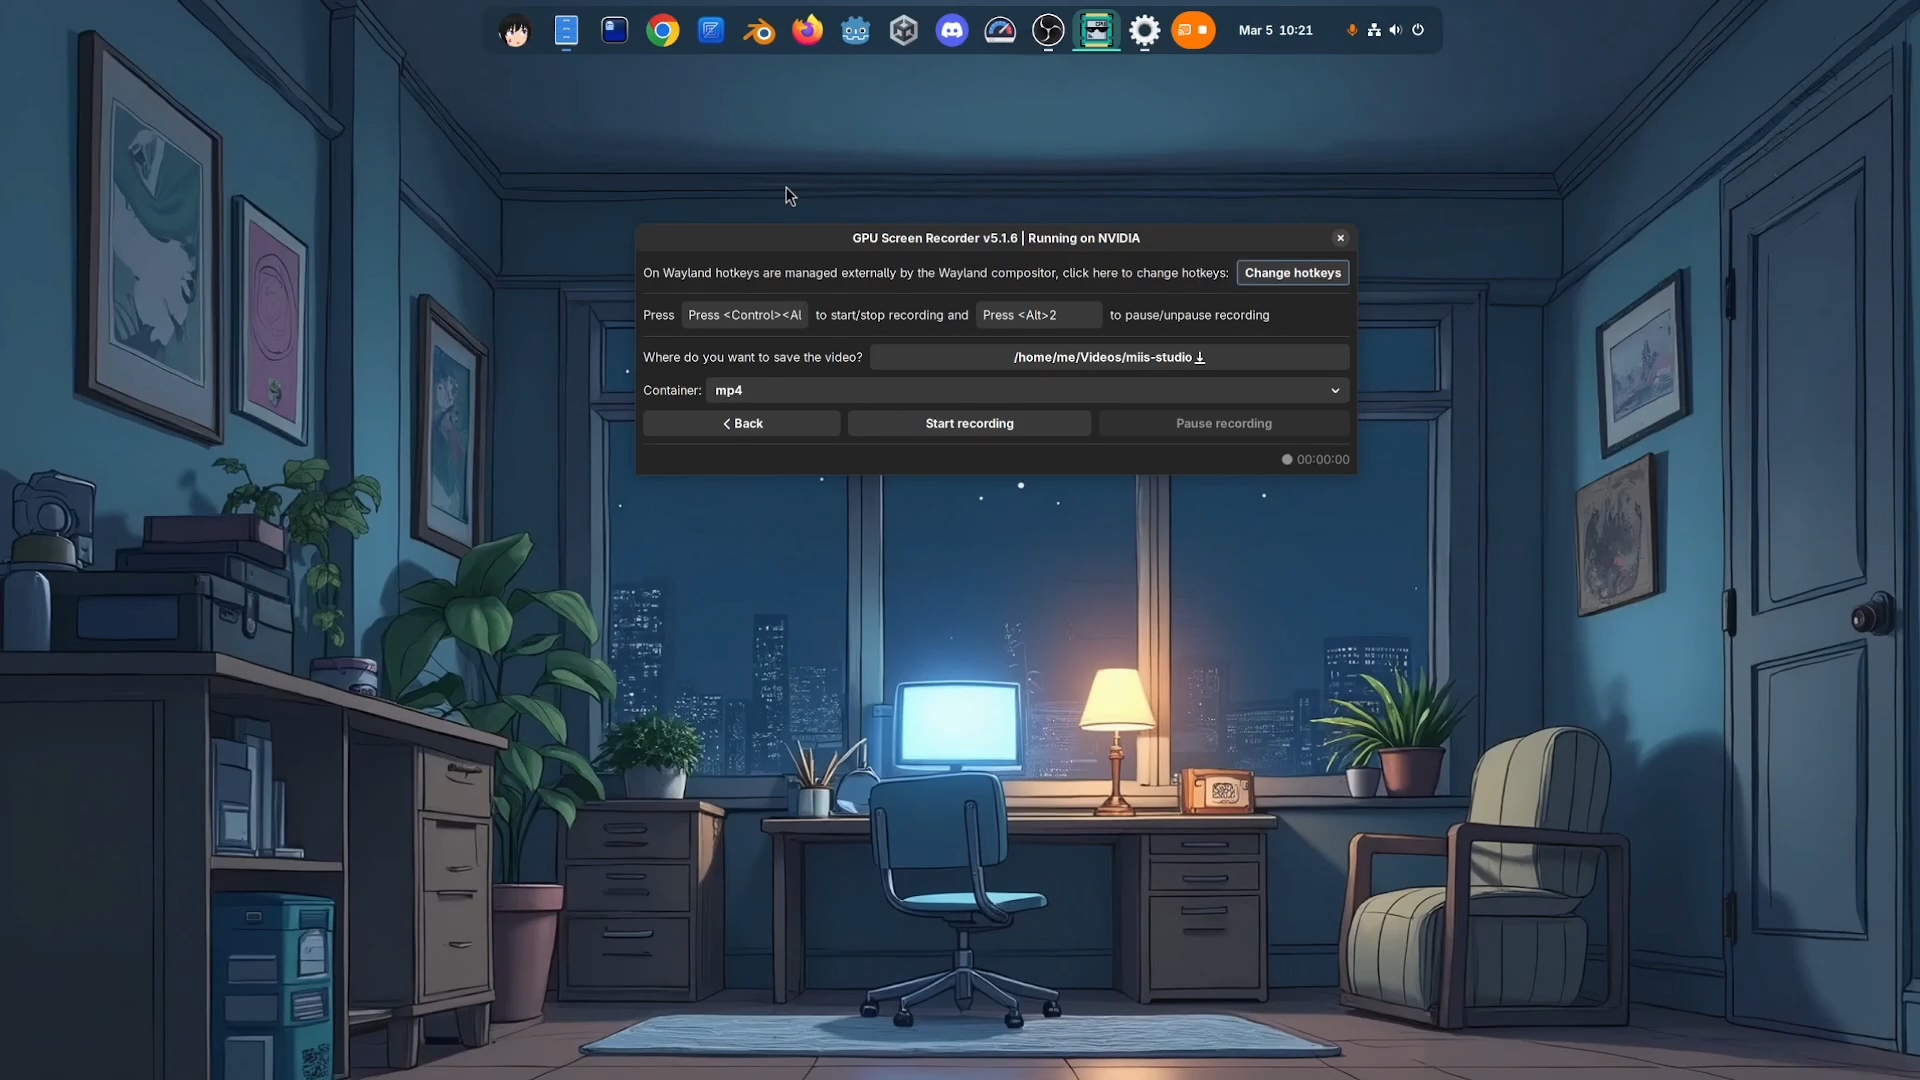 Mar 5 10:21
GPU Screen Recorder v5.1.6 | Running on NVIDIA
On Wayland hotkeys are managed externally by the Wayland compositor, click here to change hotkeys: Change hotkeys
Press Press <Control><Al to start/stop recording and Press <Alt>2 to pause/unpause recording
Where do you want to save the video? /home/me/Videos/miis-studio
Container: mp4
Back Start recording Pause recording
00:00:00